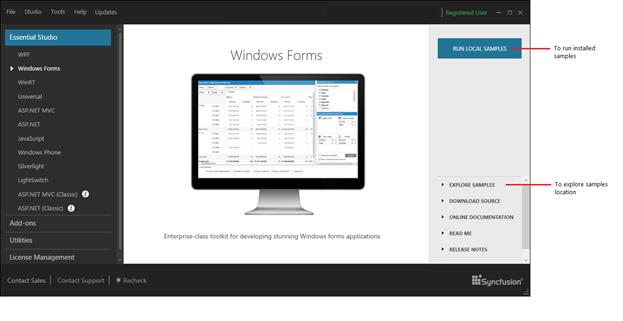 File Studio Tools Help Updates
Registered User
Essential Studio
WPF
Windows Forms
WinRT
Universal
ASP.NET MVC
ASP.NET
JavaScript
Windows Phone
Silverlight
LightSwitch
ASP.NET MVC (Classic)
ASP.NET (Classic)
Add-ons
Utilities
License Management
Windows Forms
Enterprise-class toolkit for developing stunning Windows forms applications
RUN LOCAL SAMPLES
To run installed
samples
EXPLORE SAMPLES
To explore samples
location
DOWNLOAD SOURCE
ONLINE DOCUMENTATION
READ ME
RELEASE NOTES
Contact Sales Contact Support Recheck
Syncfusion